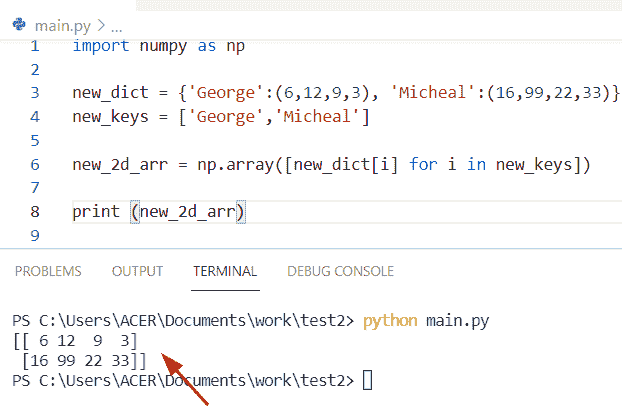 main.py > ...
1 import numpy as np
2
3 new_dict = {'George':(6,12,9,3), 'Micheal':(16,99,22,33)}
4 new_keys = ['George','Micheal']
5
6 new_2d_arr = np.array([new_dict[i] for i in new_keys])
7
8 print (new_2d_arr)
9
PROBLEMS OUTPUT TERMINAL DEBUG CONSOLE
PS C:\Users\ACER\Documents\work\test2> python main.py
[[ 6 12  9  3]
 [16 99 22 33]]
PS C:\Users\ACER\Documents\work\test2>